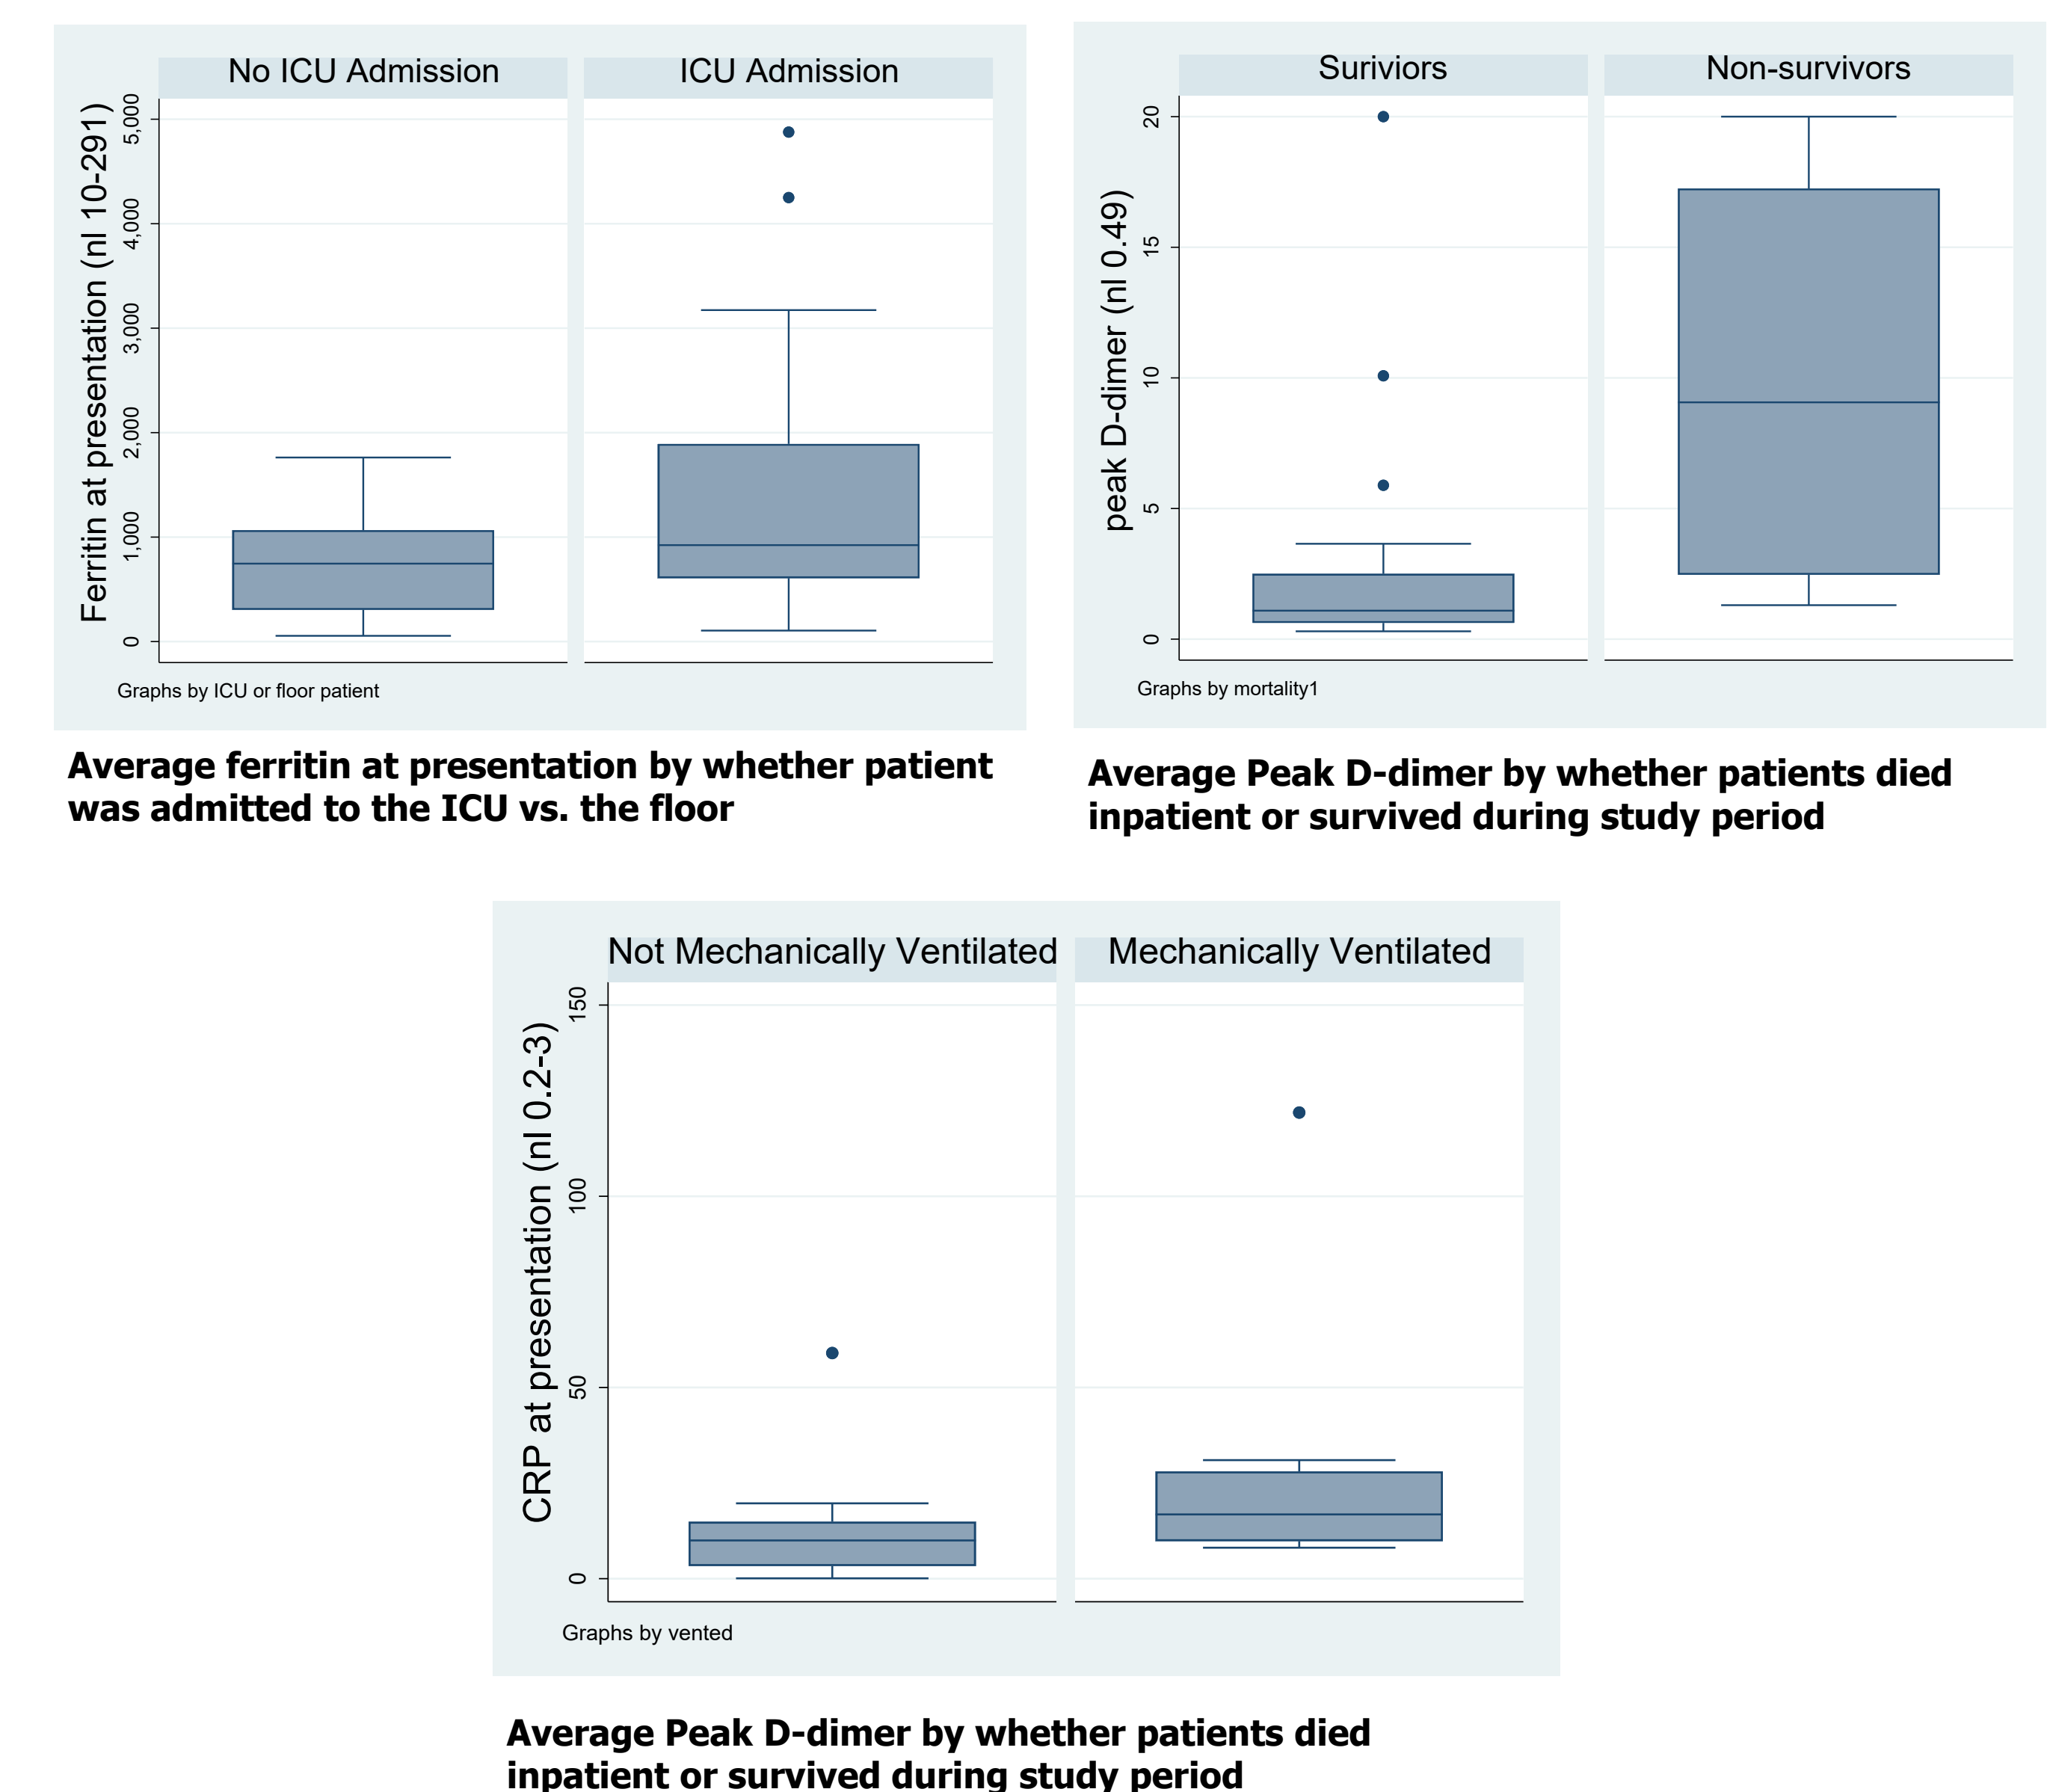 No ICU Admission
ICU Admission
Ferritin at presentation (nl 10-291)
5,000
4,000
3,000
2,000
1,000
0
Graphs by ICU or floor patient
Average ferritin at presentation by whether patient
was admitted to the ICU vs. the floor
Suriviors
Non-survivors
peak D-dimer (nl 0.49)
20
15
10
5
0
Graphs by mortality1
Average Peak D-dimer by whether patients died
inpatient or survived during study period
Not Mechanically Ventilated
Mechanically Ventilated
CRP at presentation (nl 0.2-3)
150
100
50
0
Graphs by vented
Average Peak D-dimer by whether patients died
inpatient or survived during study period